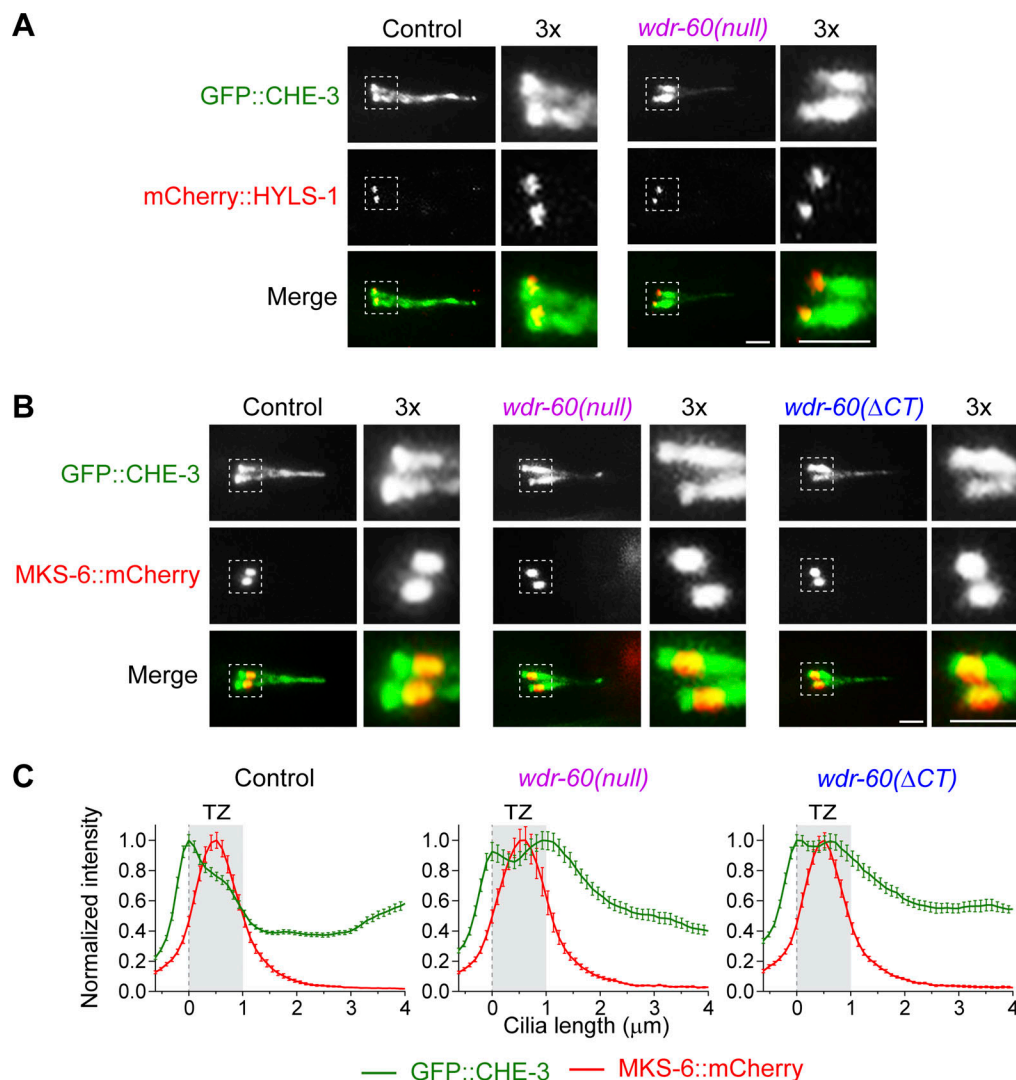 A
Control 3x wdr-60(null) 3x
GFP::CHE-3
mCherry::HYLS-1
Merge
B
Control 3x wdr-60(null) 3x wdr-60(ΔCT) 3x
GFP::CHE-3
MKS-6::mCherry
Merge
C
Control wdr-60(null) wdr-60(ΔCT)
TZ TZ TZ
Normalized intensity
1.0 1.0 1.0
0.8 0.8 0.8
0.6 0.6 0.6
0.4 0.4 0.4
0.2 0.2 0.2
0.0 0.0 0.0
0 1 2 3 4 0 1 2 3 4 0 1 2 3 4
Cilia length (μm)
GFP::CHE-3 MKS-6::mCherry